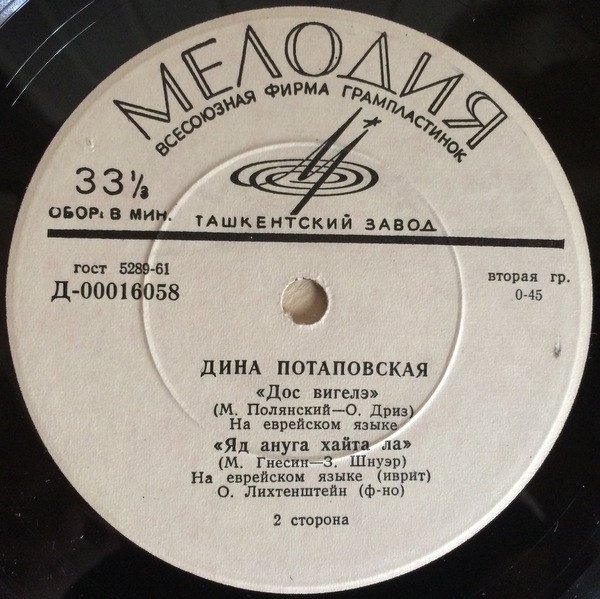 МЕЛОДИЯ
ВСЕСОЮЗНАЯ ФИРМА ГРАМПЛАСТИНОК
33⅓
ОБОР. В МИН.
ТАШКЕНТСКИЙ ЗАВОД
гост 5289-61
Д-00016058
вторая гр.
0-45
ДИНА ПОТАПОВСКАЯ
«Дос вигелэ»
(М. Полянский—О. Дриз)
На еврейском языке
«Яд ануга хайта ла»
(М. Гнесин—З. Шнуэр)
На еврейском языке (иврит)
О. Лихтенштейн (ф-но)
2 сторона